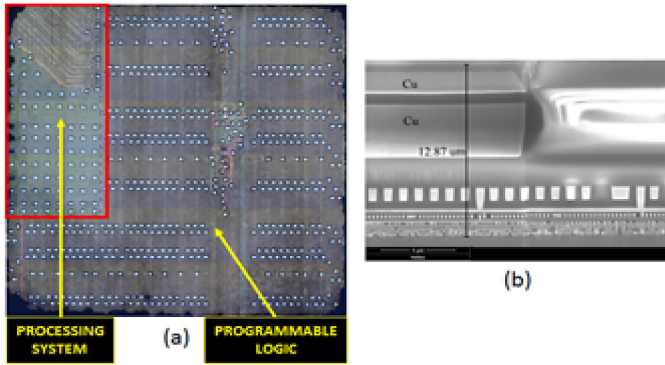 Cu
Cu
12.87 um
PROCESSING
SYSTEM
(a)
PROGRAMMABLE
LOGIC
(b)